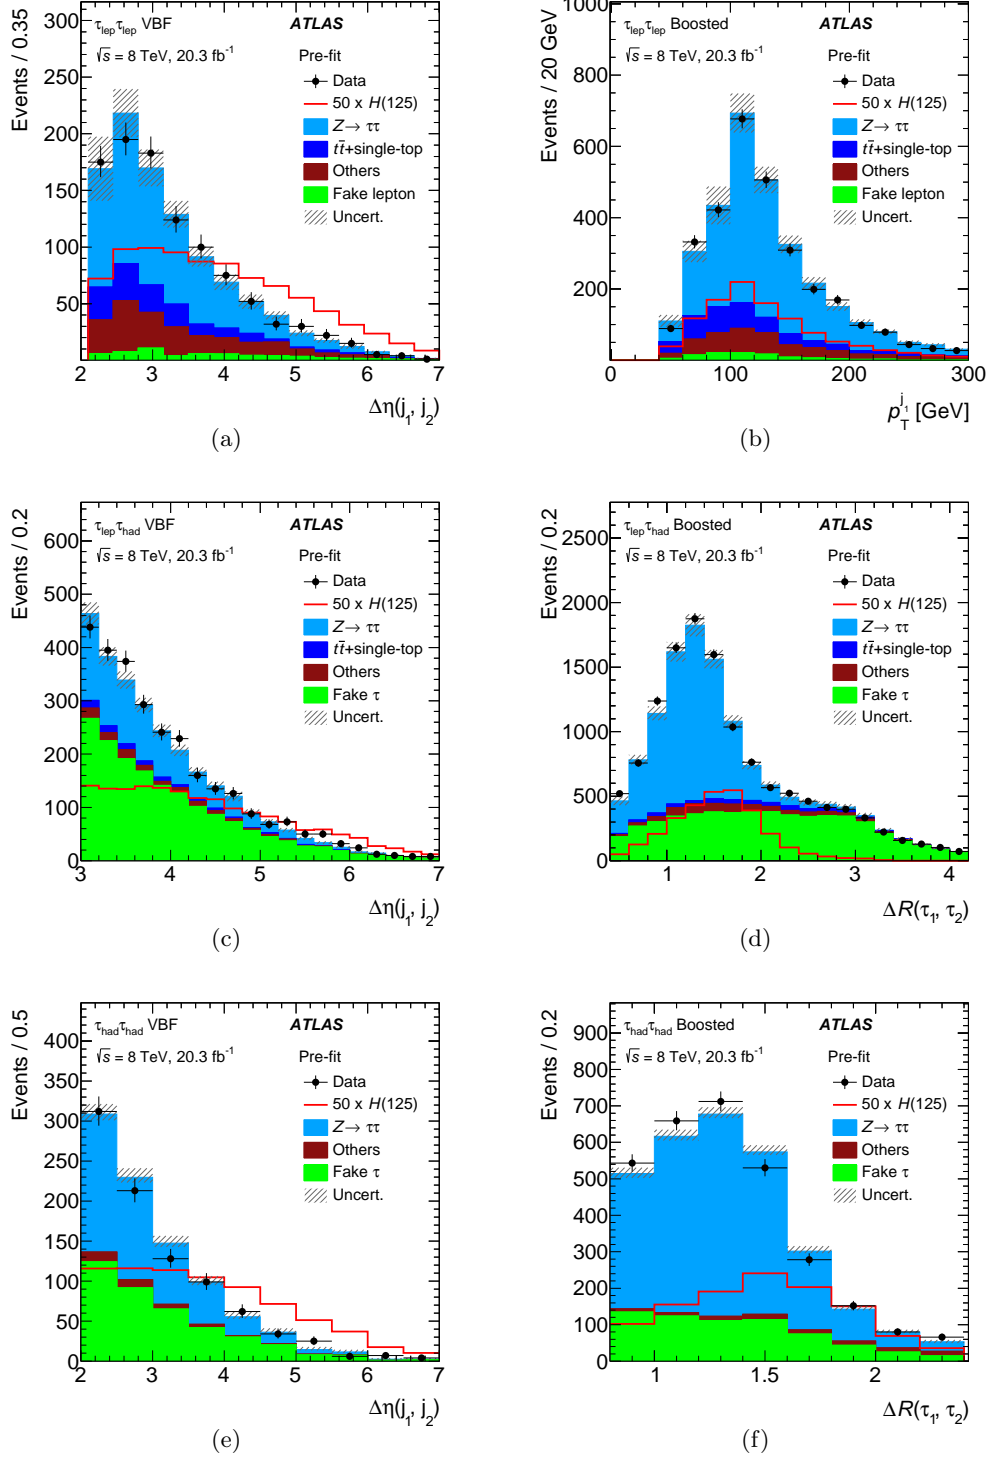 Events / 0.35
τlepτlep VBF
ATLAS
√s = 8 TeV, 20.3 fb-1
Pre-fit
Data
50 x H(125)
Z→ ττ
tt̄+single-top
Others
Fake lepton
Uncert.
300
250
200
150
100
50
2 3 4 5 6 7
Δη(j1, j2)
(a)
Events / 20 GeV
τlepτlep Boosted
ATLAS
√s = 8 TeV, 20.3 fb-1
Pre-fit
Data
50 x H(125)
Z→ ττ
tt̄+single-top
Others
Fake lepton
Uncert.
1000
800
600
400
200
0 100 200 300
pTj1 [GeV]
(b)
Events / 0.2
τlepτhad VBF
ATLAS
√s = 8 TeV, 20.3 fb-1
Pre-fit
Data
50 x H(125)
Z→ ττ
tt̄+single-top
Others
Fake τ
Uncert.
600
500
400
300
200
100
0
3 4 5 6 7
Δη(j1, j2)
(c)
Events / 0.2
τlepτhad Boosted
ATLAS
√s = 8 TeV, 20.3 fb-1
Pre-fit
Data
50 x H(125)
Z→ ττ
tt̄+single-top
Others
Fake τ
Uncert.
2500
2000
1500
1000
500
0
1 2 3 4
ΔR(τ1, τ2)
(d)
Events / 0.5
τhadτhad VBF
ATLAS
√s = 8 TeV, 20.3 fb-1
Pre-fit
Data
50 x H(125)
Z→ ττ
Others
Fake τ
Uncert.
400
350
300
250
200
150
100
50
0
2 3 4 5 6 7
Δη(j1, j2)
(e)
Events / 0.2
τhadτhad Boosted
ATLAS
√s = 8 TeV, 20.3 fb-1
Pre-fit
Data
50 x H(125)
Z→ ττ
Others
Fake τ
Uncert.
900
800
700
600
500
400
300
200
100
0
1 1.5 2
ΔR(τ1, τ2)
(f)